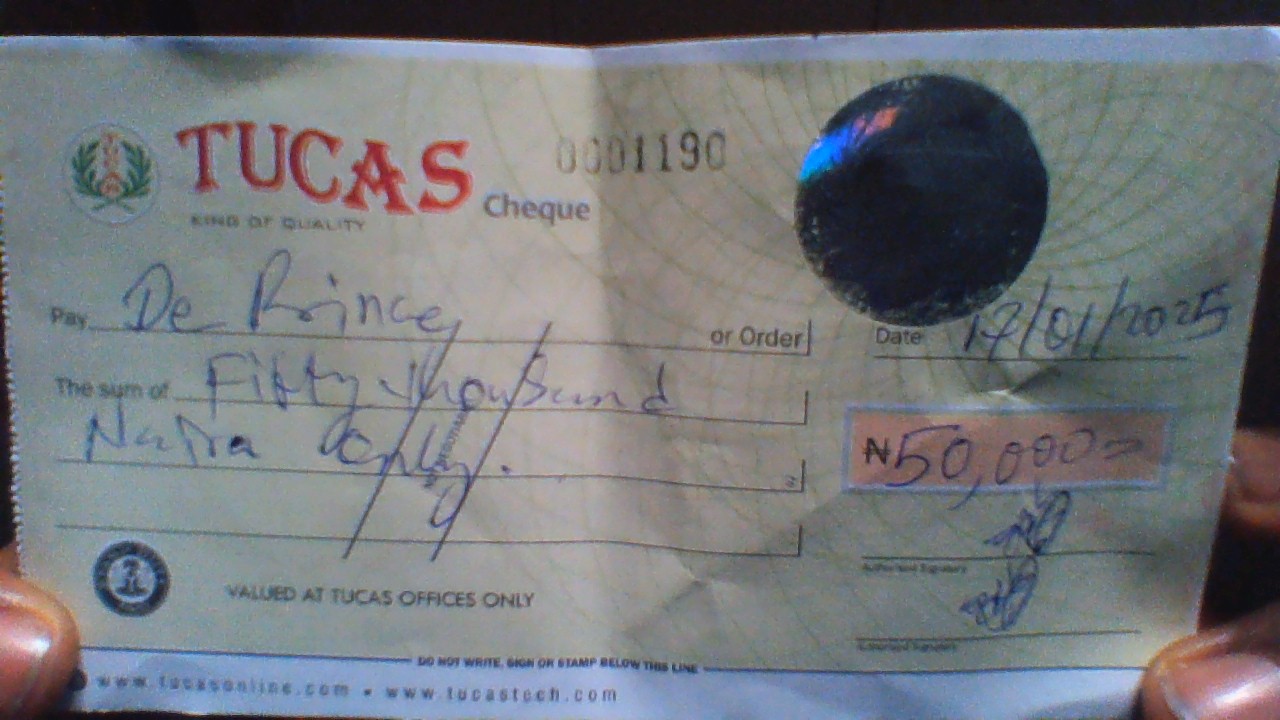 TUCAS
KING OF QUALITY
Cheque
0001190
Pay De Prince
or Order
Date 17/01/2025
The sum of Fifty thousand
Naira Only.
₦50,000=
Authorised Signatory
VALUED AT TUCAS OFFICES ONLY
DO NOT WRITE, SIGN OR STAMP BELOW THIS LINE
www.tucasonline.com • www.tucastech.com